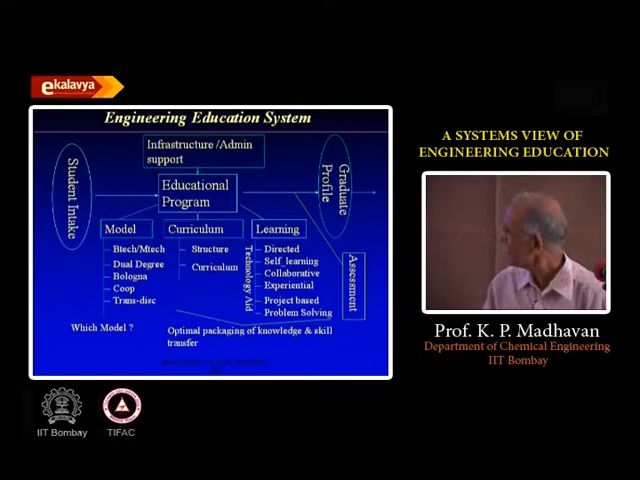 ekalavya
Engineering Education System
Infrastructure /Admin
support
Student Intake
Educational
Program
Graduate
Profile
Model
Curriculum
Learning
Btech/Mtech
Dual Degree
Bologna
Coop
Trans-disc
Structure
Curriculum
Technology Aid
Directed
Self_learning
Collaborative
Experiential
Project based
Problem Solving
Assessment
Which Model ?
Optimal packaging of knowledge & skill
transfer
A SYSTEMS VIEW OF
ENGINEERING EDUCATION
Prof. K. P. Madhavan
Department of Chemical Engineering
IIT Bombay
IIT Bombay
TIFAC